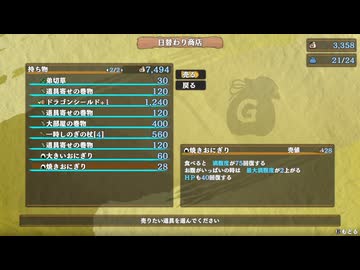 日替わり商店
3,358
21/24
持ち物 2/2 7,494
弟切草 30
道具寄せの巻物 120
ドラゴンシールド+1 1,240
道具寄せの巻物 120
大部屋の巻物 400
一時しのぎの杖[4] 560
道具寄せの巻物 120
大きいおにぎり 60
焼きおにぎり 28
売る
戻る
G
焼きおにぎり 売値 28
食べると 満腹度が75回復する
お腹がいっぱいの時は 最大満腹度が2上がる
HPも40回復する
売りたい道具を選んでください
もどる